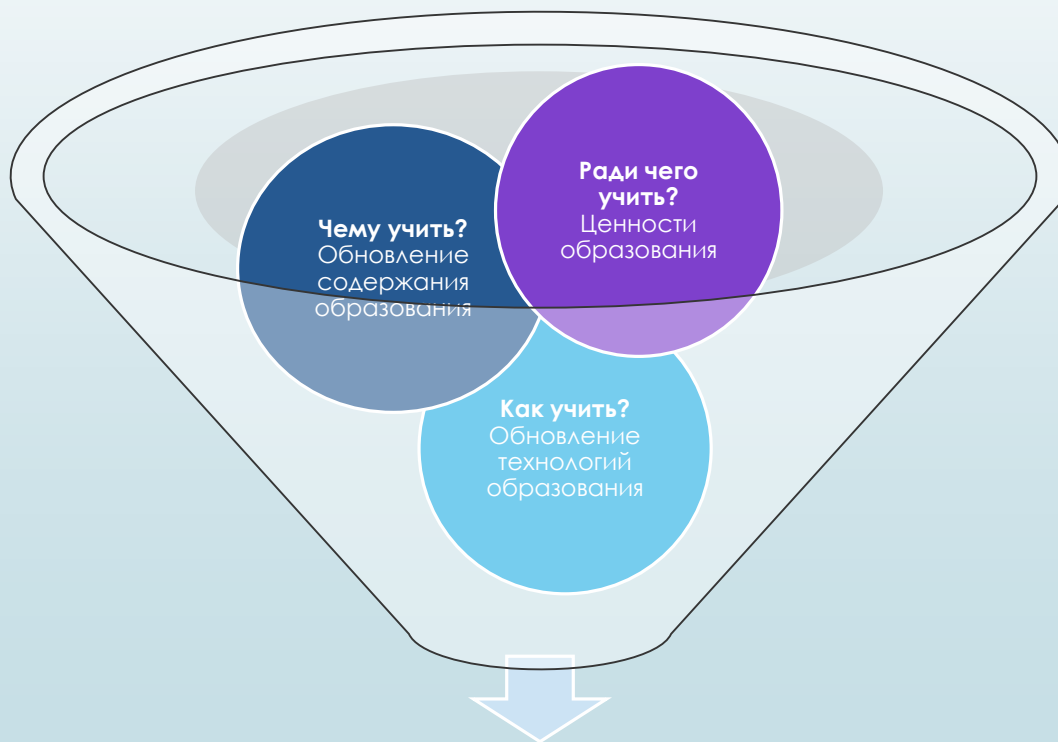 Ради чего
учить?
Ценности
образования
Чему учить?
Обновление
содержания
образования
Как учить?
Обновление
технологий
образования